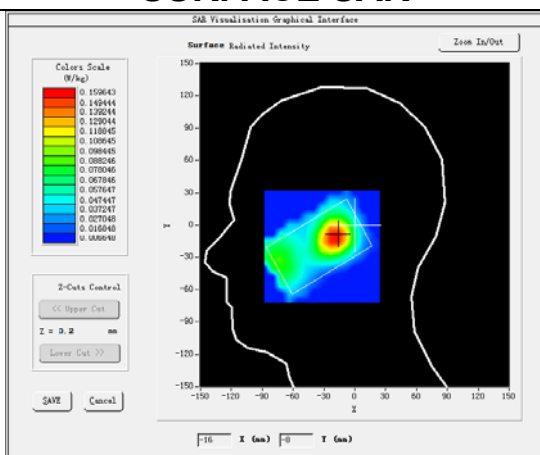 SAR Visualisation Graphical Interface
Surface Radiated Intensity
Zoom In/Out
Colors Scale
(W/kg)
0.159643
0.149444
0.139244
0.129044
0.118845
0.108645
0.098445
0.088246
0.078046
0.067846
0.057647
0.047447
0.037247
0.027048
0.016848
0.006648
150
120
90
60
30
0
-30
-60
-90
-120
-150
Y
-150 -120 -90 -60 -30 0 30 60 90 120 150
X
Z-Cuts Control
<< Upper Cut
Z = 3.2 mm
Lower Cut >>
SAVE Cancel
-16 X (mm) -8 Y (mm)